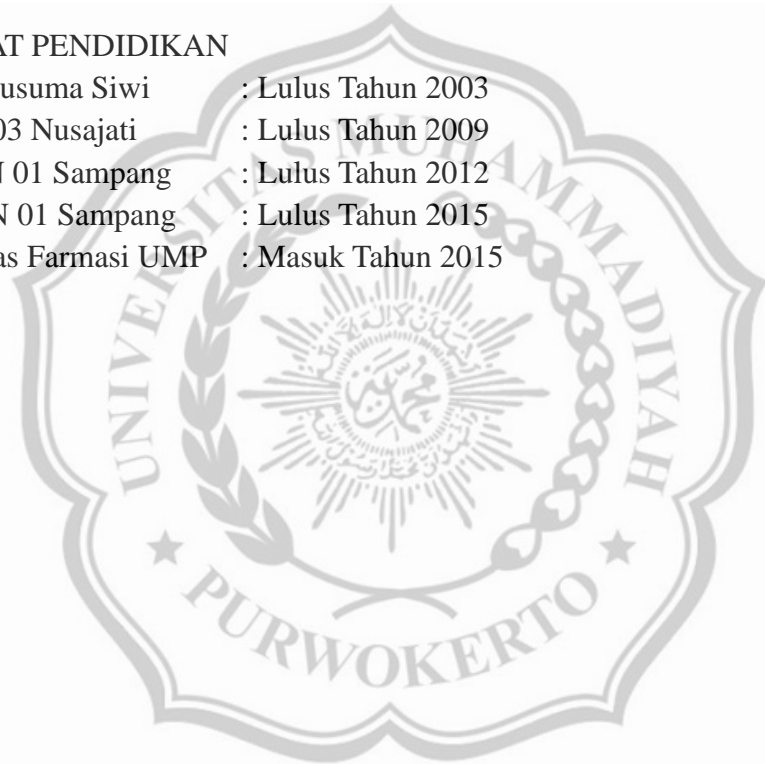 AT PENDIDIKAN
usuma Siwi : Lulus Tahun 2003
03 Nusajati : Lulus Tahun 2009
N 01 Sampang : Lulus Tahun 2012
N 01 Sampang : Lulus Tahun 2015
as Farmasi UMP : Masuk Tahun 2015
UNIVERSITAS MUHAMMADIYAH
PURWOKERTO